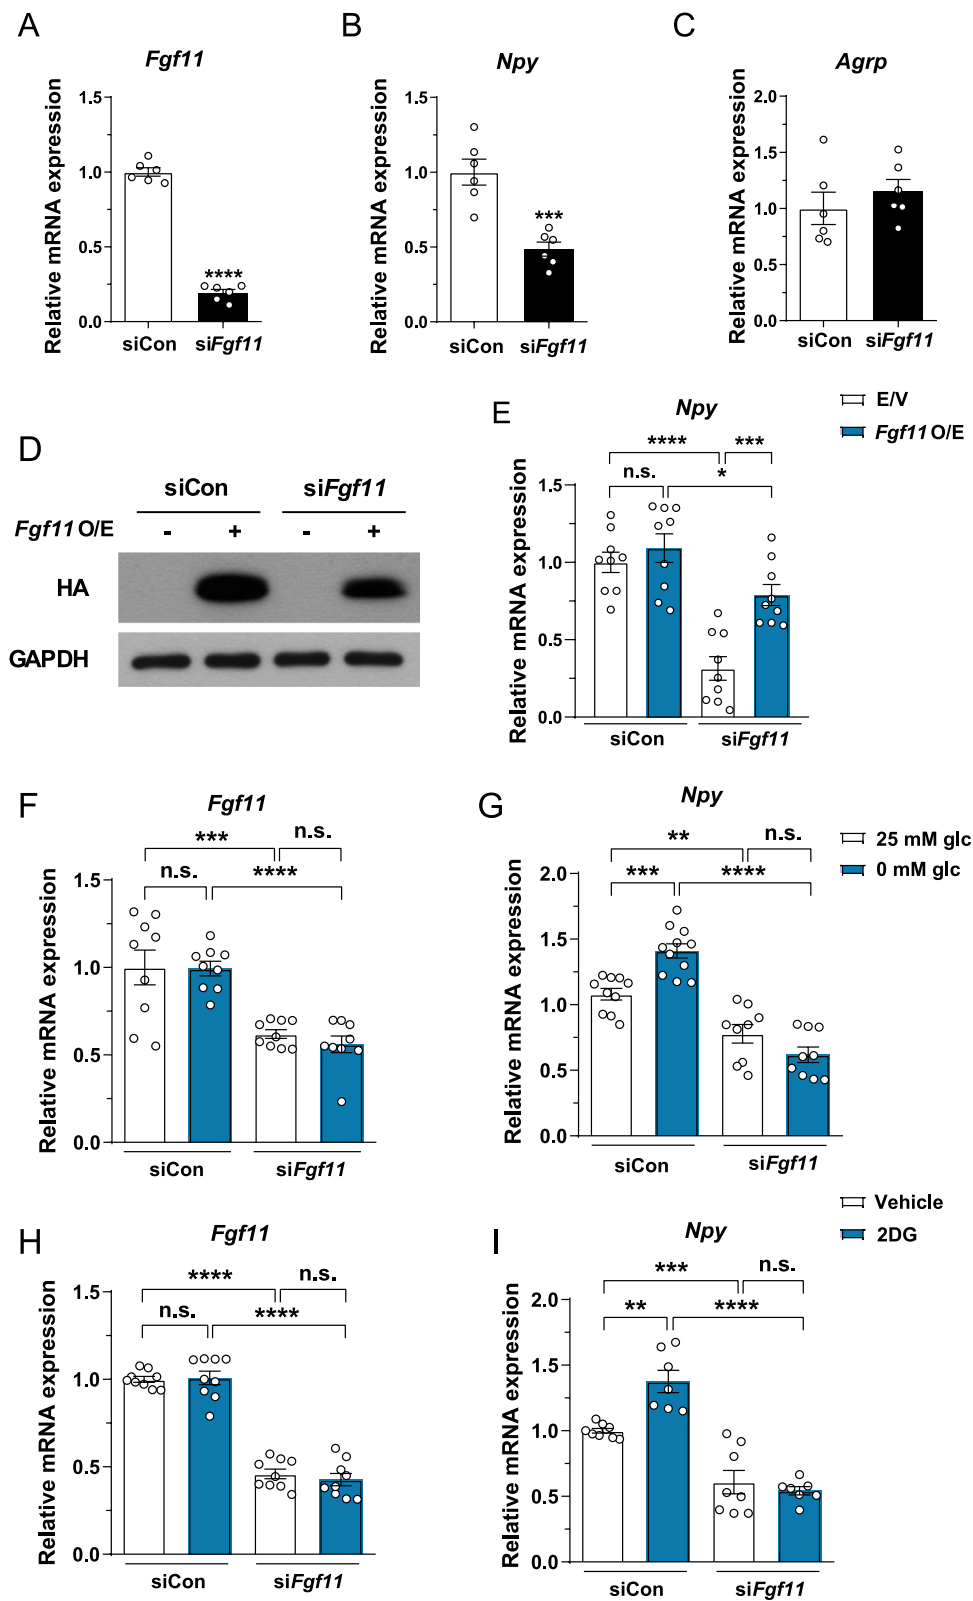 A
Fgf11
Relative mRNA expression
1.5
1.0
0.5
0.0
****
siCon
siFgf11
B
Npy
Relative mRNA expression
1.5
1.0
0.5
0.0
***
siCon
siFgf11
C
Agrp
Relative mRNA expression
2.0
1.5
1.0
0.5
0.0
siCon
siFgf11
D
siCon
siFgf11
Fgf11 O/E
- + - +
HA
GAPDH
E
Npy
E/V
Fgf11 O/E
**** ***
n.s. *
Relative mRNA expression
1.5
1.0
0.5
0.0
siCon
siFgf11
F
Fgf11
*** n.s.
n.s. ****
Relative mRNA expression
1.5
1.0
0.5
0.0
siCon
siFgf11
G
Npy
25 mM glc
0 mM glc
** n.s.
*** ****
Relative mRNA expression
2.0
1.5
1.0
0.5
0.0
siCon
siFgf11
H
Fgf11
**** n.s.
n.s. ****
Relative mRNA expression
1.5
1.0
0.5
0.0
siCon
siFgf11
I
Npy
Vehicle
2DG
*** n.s.
** ****
Relative mRNA expression
2.0
1.5
1.0
0.5
0.0
siCon
siFgf11